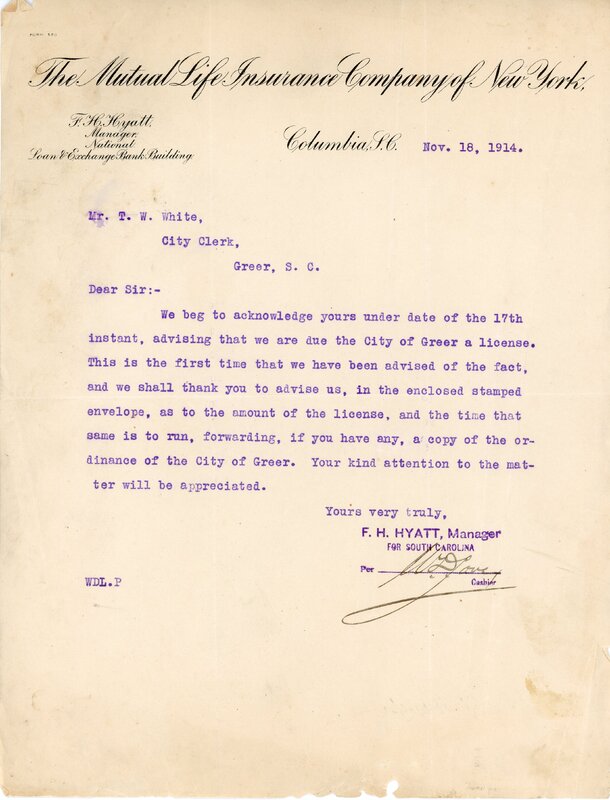 The Mutual Life Insurance Company of New York.
F. H. Hyatt,
Manager,
National
Loan & Exchange Bank Building
Columbia, S.C. Nov. 18, 1914.
Mr. T. W. White,
City Clerk,
Greer, S. C.
Dear Sir:-
We beg to acknowledge yours under date of the 17th
instant, advising that we are due the City of Greer a license.
This is the first time that we have been advised of the fact,
and we shall thank you to advise us, in the enclosed stamped
envelope, as to the amount of the license, and the time that
same is to run, forwarding, if you have any, a copy of the or-
dinance of the City of Greer. Your kind attention to the mat-
ter will be appreciated.
Yours very truly,
F. H. HYATT, Manager
FOR SOUTH CAROLINA
Per
Cashier
WDL.P